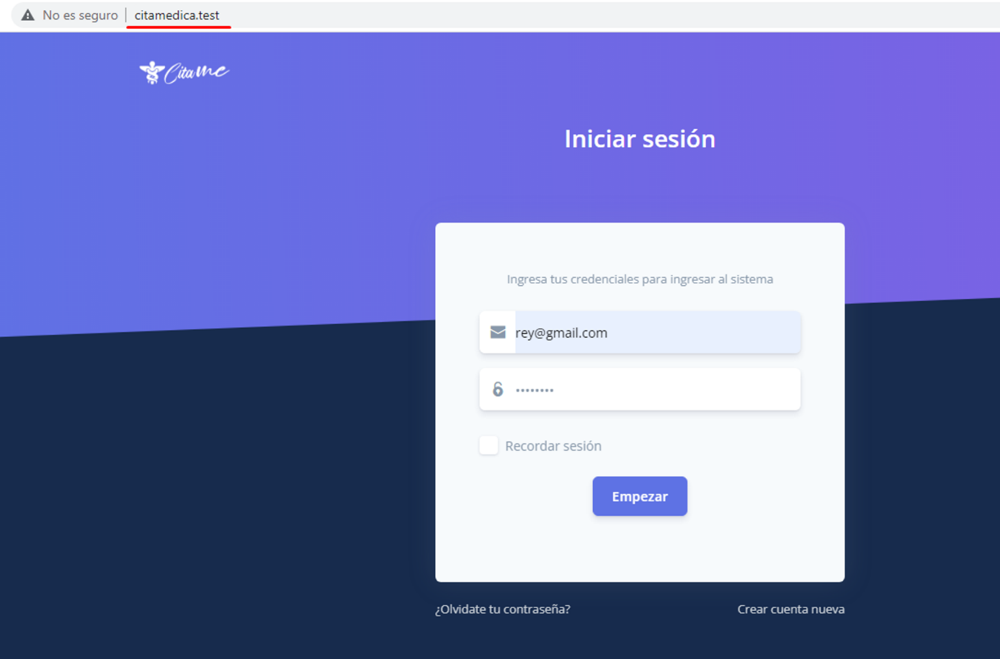 No es seguro | citamedica.test
Citame
Iniciar sesión
Ingresa tus credenciales para ingresar al sistema
rey@gmail.com
••••••••
Recordar sesión
Empezar
¿Olvidate tu contraseña?
Crear cuenta nueva